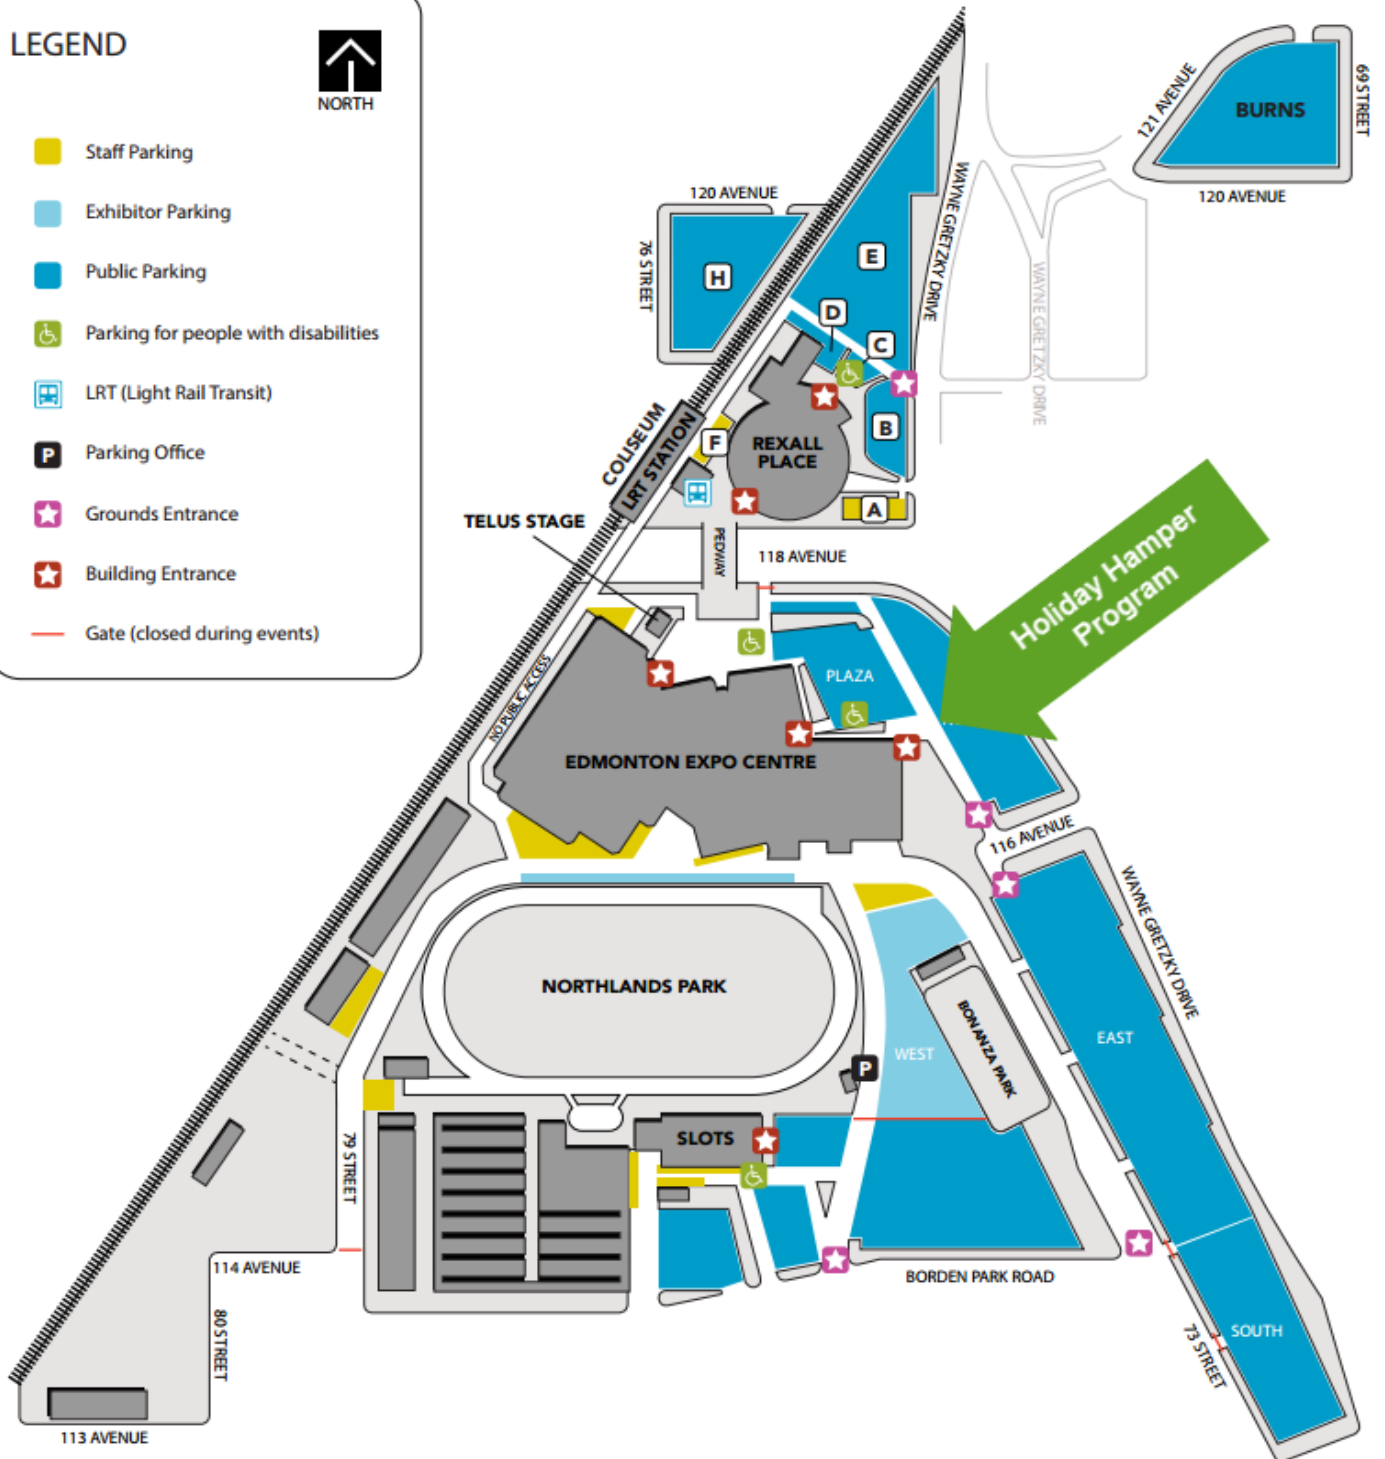 LEGEND
NORTH
Staff Parking
Exhibitor Parking
Public Parking
Parking for people with disabilities
LRT (Light Rail Transit)
P
Parking Office
Grounds Entrance
Building Entrance
Gate (closed during events)
121 AVENUE
BURNS
69 STREET
120 AVENUE
120 AVENUE
76 STREET
H
E
WAYNE GRETZKY DRIVE
WAYNE GRETZKY DRIVE
D
C
B
F
REXALL
PLACE
A
COLISEUM
LRT STATION
TELUS STAGE
PEDWAY
118 AVENUE
Holiday Hamper
Program
NO PUBLIC ACCESS
PLAZA
EDMONTON EXPO CENTRE
116 AVENUE
WAYNE GRETZKY DRIVE
NORTHLANDS PARK
BONANZA PARK
WEST
EAST
P
SLOTS
79 STREET
114 AVENUE
BORDEN PARK ROAD
80 STREET
73 STREET
SOUTH
113 AVENUE